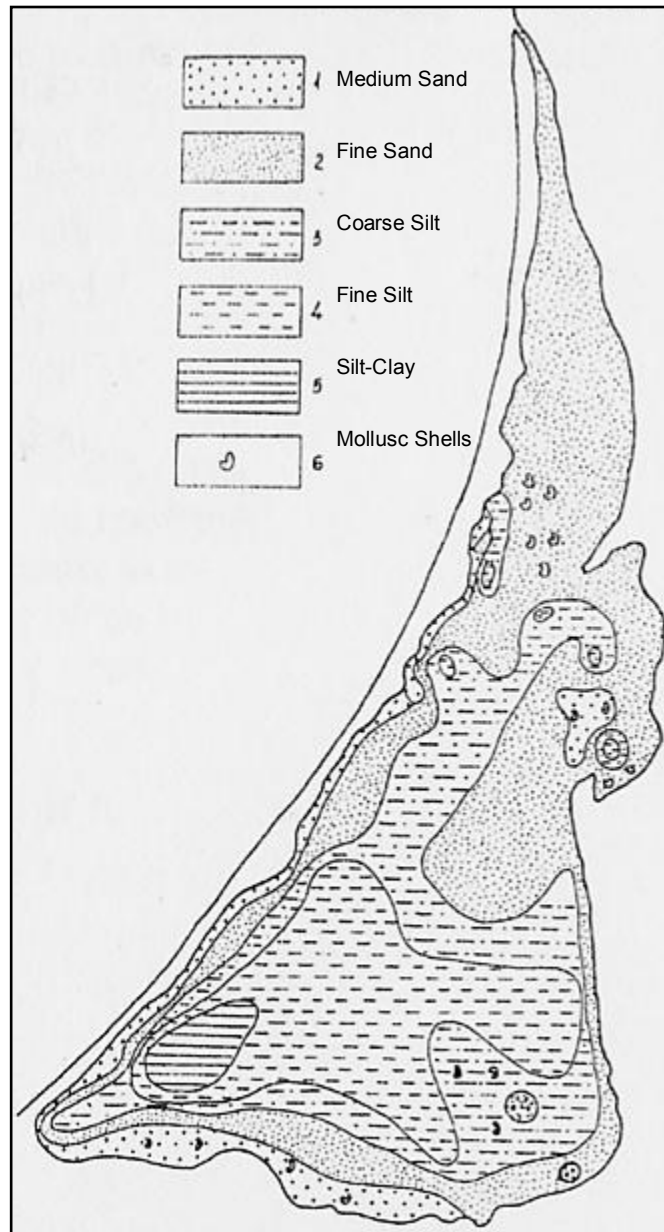 1 Medium Sand
2 Fine Sand
3 Coarse Silt
4 Fine Silt
5 Silt-Clay
6 Mollusc Shells